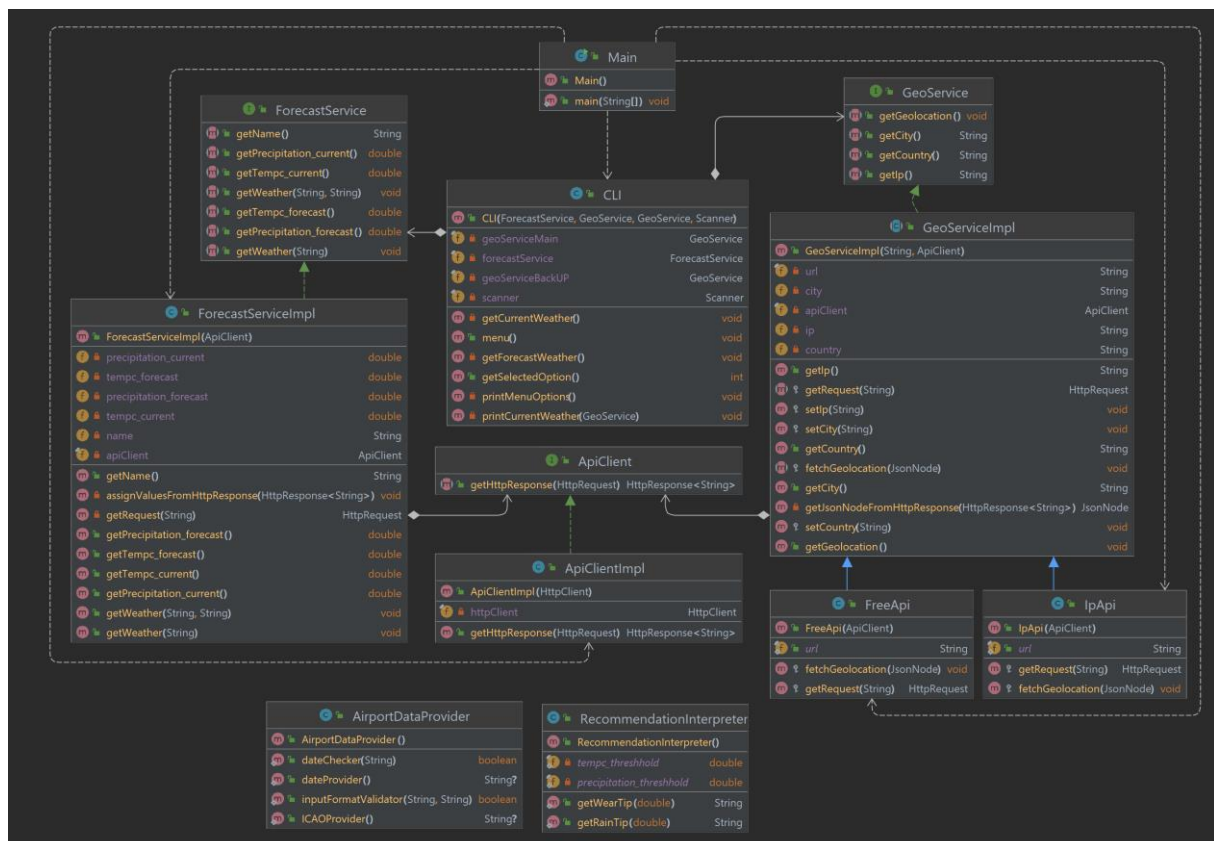 Main
Main()
main(String[]) void
ForecastService
getName() String
getPrecipitation_current() double
getTempc_current() double
getWeather(String, String) void
getTempc_forecast() double
getPrecipitation_forecast() double
getWeather(String) void
GeoService
getGeolocation() void
getCity() String
getCountry() String
getIp() String
CLI
CLI(ForecastService, GeoService, GeoService, Scanner)
geoServiceMain GeoService
forecastService ForecastService
geoServiceBackUP GeoService
scanner Scanner
getCurrentWeather() void
menu() void
getForecastWeather() void
getSelectedOption() int
printMenuOptions() void
printCurrentWeather(GeoService) void
GeoServiceImpl
GeoServiceImpl(String, ApiClient)
url String
city String
apiClient ApiClient
ip String
country String
getIp() String
getRequest(String) HttpRequest
setIp(String) void
setCity(String) void
getCountry() String
fetchGeolocation(JsonNode) void
getCity() String
getJsonNodeFromHttpResponse(HttpResponse<String>) JsonNode
setCountry(String) void
getGeolocation() void
ForecastServiceImpl
ForecastServiceImpl(ApiClient)
precipitation_current double
tempc_forecast double
precipitation_forecast double
tempc_current double
name String
apiClient ApiClient
getName() String
assignValuesFromHttpResponse(HttpResponse<String>) void
getRequest(String) HttpRequest
getPrecipitation_forecast() double
getTempc_forecast() double
getTempc_current() double
getPrecipitation_current() double
getWeather(String, String) void
getWeather(String) void
ApiClient
getHttpResponse(HttpRequest) HttpResponse<String>
ApiClientImpl
ApiClientImpl(HttpClient)
httpClient HttpClient
getHttpResponse(HttpRequest) HttpResponse<String>
FreeApi
FreeApi(ApiClient)
url String
fetchGeolocation(JsonNode) void
getRequest(String) HttpRequest
IpApi
IpApi(ApiClient)
url String
getRequest(String) HttpRequest
fetchGeolocation(JsonNode) void
AirportDataProvider
AirportDataProvider()
dateChecker(String) boolean
dateProvider() String?
inputFormatValidator(String, String) boolean
ICAOProvider() String?
RecommendationInterpreter
RecommendationInterpreter()
tempc_threshhold double
precipitation_threshhold double
getWearTip(double) String
getRainTip(double) String